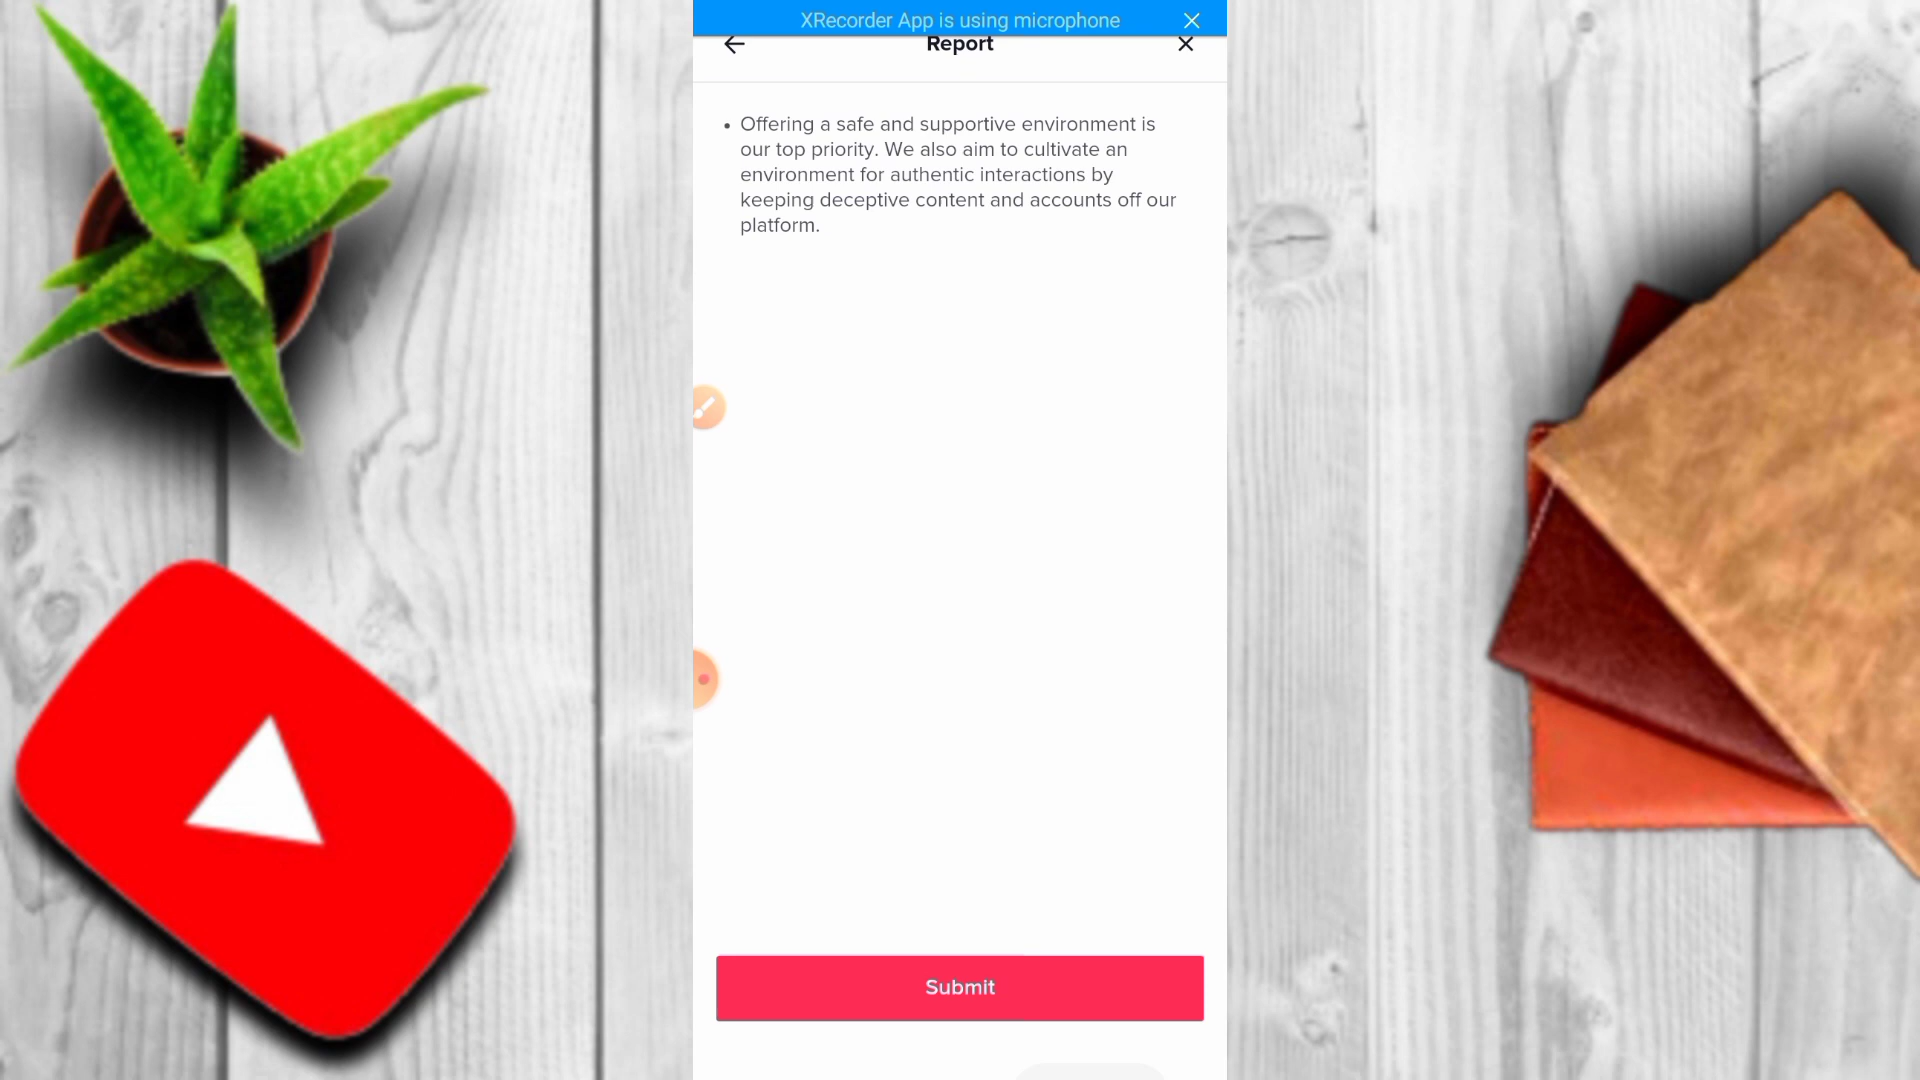 XRecorder App is using microphone
Report
• Offering a safe and supportive environment is
our top priority. We also aim to cultivate an
environment for authentic interactions by
keeping deceptive content and accounts off our
platform.
Submit